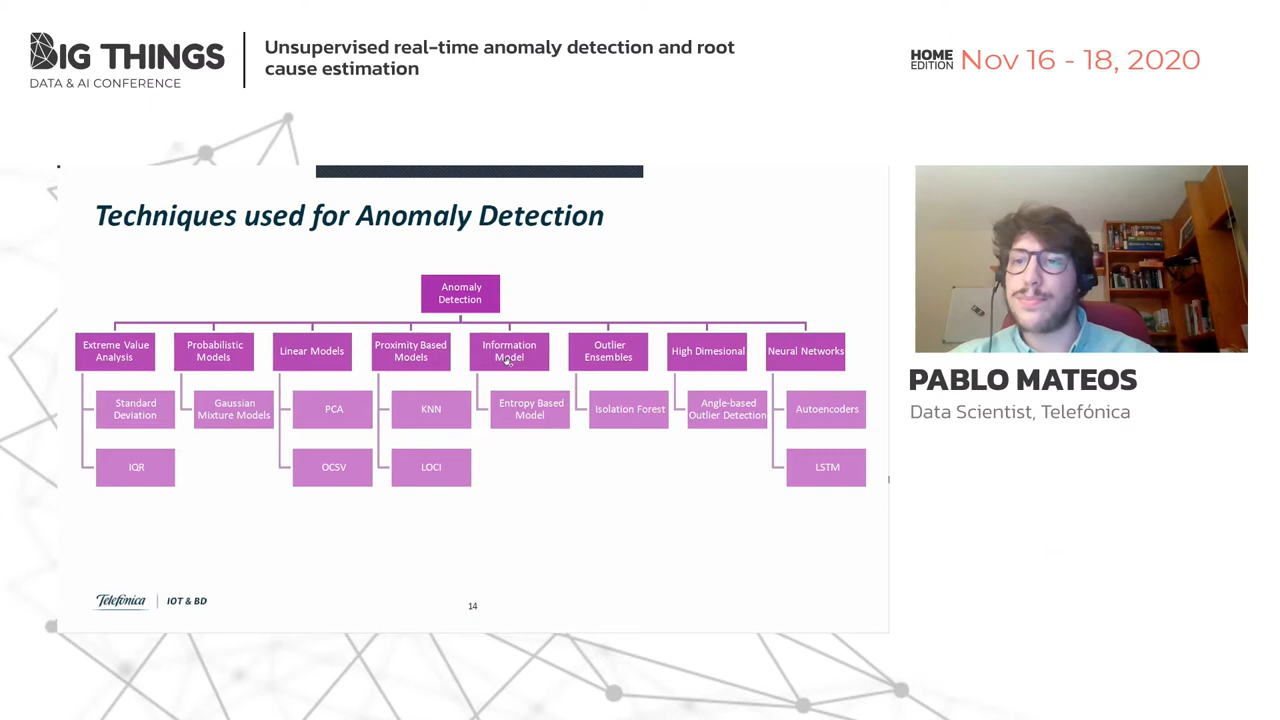 BIG THINGS
DATA & AI CONFERENCE
Unsupervised real-time anomaly detection and root
cause estimation
HOME
EDITION
Nov 16 - 18, 2020
Techniques used for Anomaly Detection
Anomaly
Detection
Extreme Value
Analysis
Probabilistic
Models
Linear Models
Proximity Based
Models
Information
Model
Outlier
Ensembles
High Dimesional
Neural Networks
Standard
Deviation
Gaussian
Mixture Models
PCA
KNN
Entropy Based
Model
Isolation Forest
Angle-based
Outlier Detection
Autoencoders
IQR
OCSV
LOCI
LSTM
Telefónica
IOT & BD
14
PABLO MATEOS
Data Scientist, Telefónica